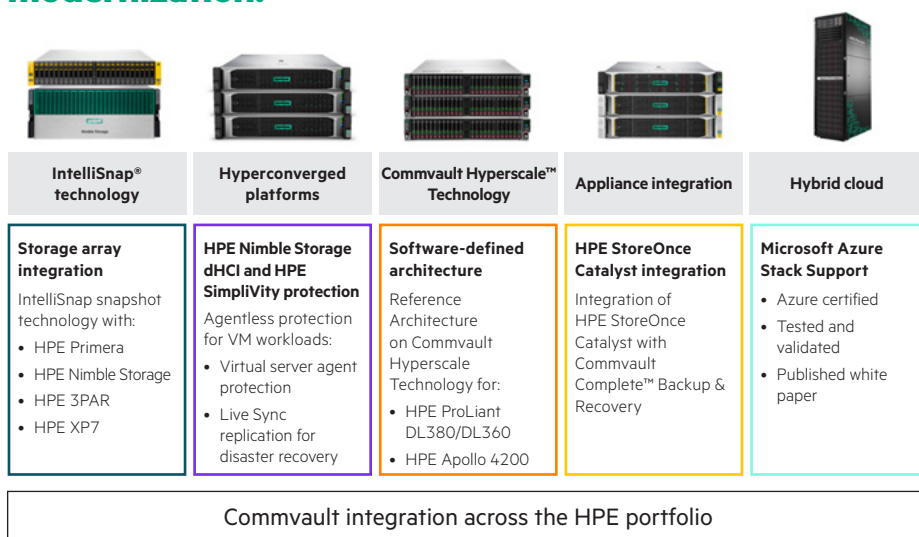 modernization.
Nimble Storage
IntelliSnap®
technology
Hyperconverged
platforms
Commvault Hyperscale™
Technology
Appliance integration
Hybrid cloud
Storage array
integration
IntelliSnap snapshot
technology with:
• HPE Primera
• HPE Nimble Storage
• HPE 3PAR
• HPE XP7
HPE Nimble Storage
dHCI and HPE
SimpliVity protection
Agentless protection
for VM workloads:
• Virtual server agent
protection
• Live Sync
replication for
disaster recovery
Software-defined
architecture
Reference
Architecture
on Commvault
Hyperscale
Technology for:
• HPE ProLiant
DL380/DL360
• HPE Apollo 4200
HPE StoreOnce
Catalyst integration
Integration of
HPE StoreOnce
Catalyst with
Commvault
Complete™ Backup &
Recovery
Microsoft Azure
Stack Support
• Azure certified
• Tested and
validated
• Published white
paper
Commvault integration across the HPE portfolio